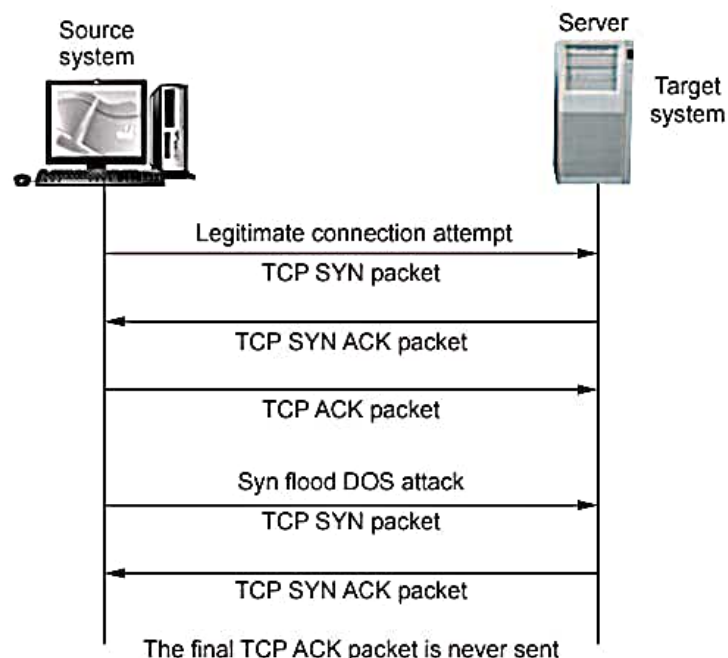 Source
system
Server
Target
system
Legitimate connection attempt
TCP SYN packet
TCP SYN ACK packet
TCP ACK packet
Syn flood DOS attack
TCP SYN packet
TCP SYN ACK packet
The final TCP ACK packet is never sent